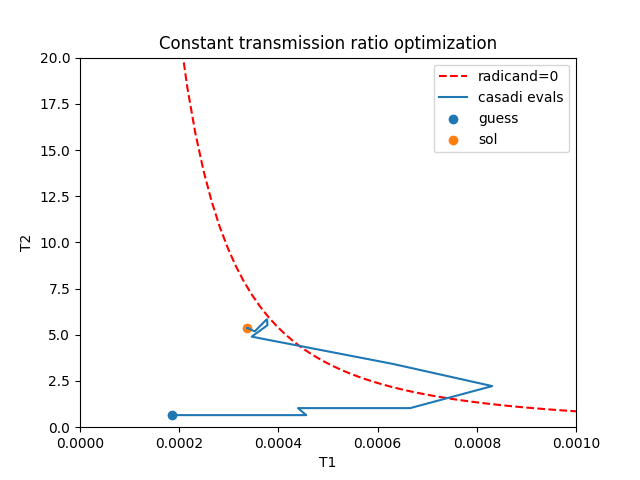 Constant transmission ratio optimization
radicand=0
casadi evals
guess
sol
20.0
17.5
15.0
12.5
10.0
7.5
5.0
2.5
0.0
T2
0.0000 0.0002 0.0004 0.0006 0.0008 0.0010
T1